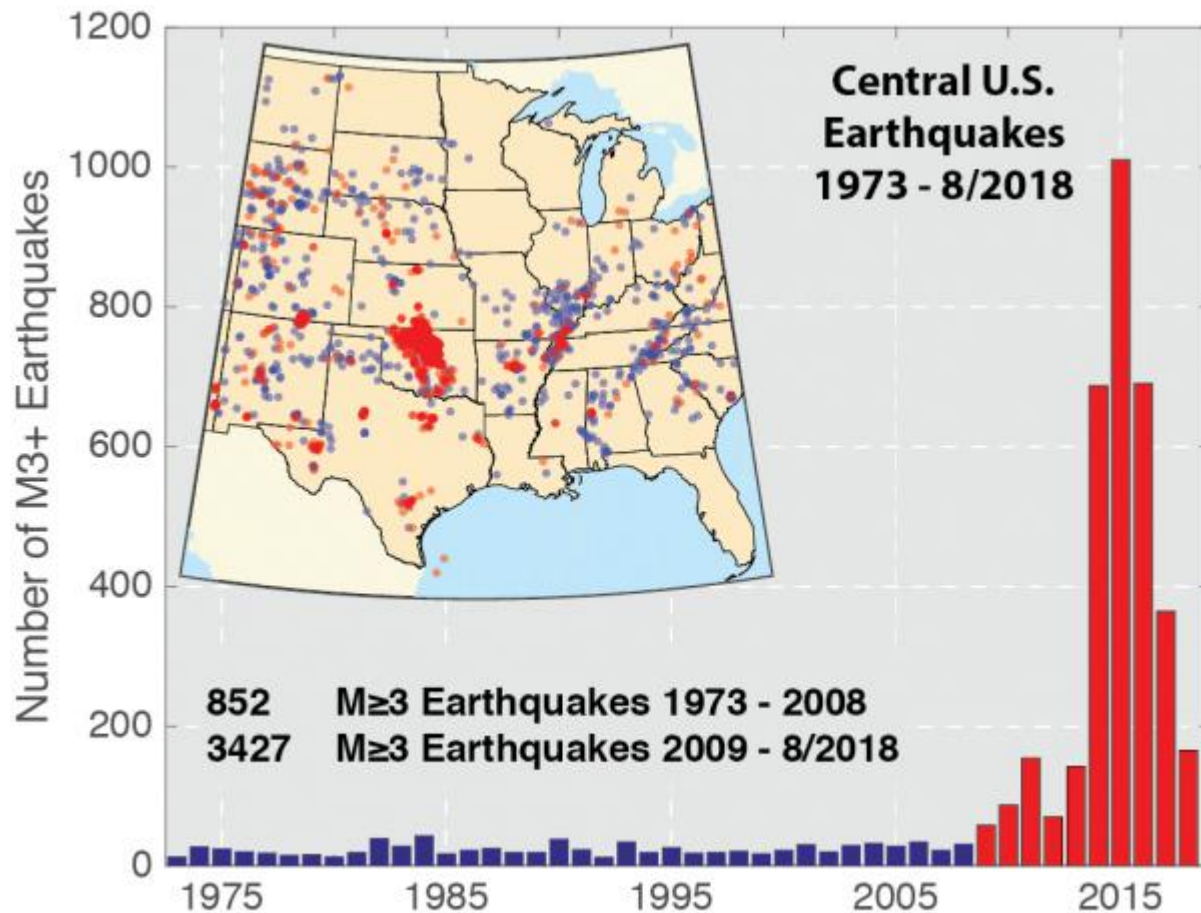 1200
1000
800
600
400
200
0
Number of M3+ Earthquakes
Central U.S.
Earthquakes
1973 - 8/2018
852 M≥3 Earthquakes 1973 - 2008
3427 M≥3 Earthquakes 2009 - 8/2018
1975 1985 1995 2005 2015